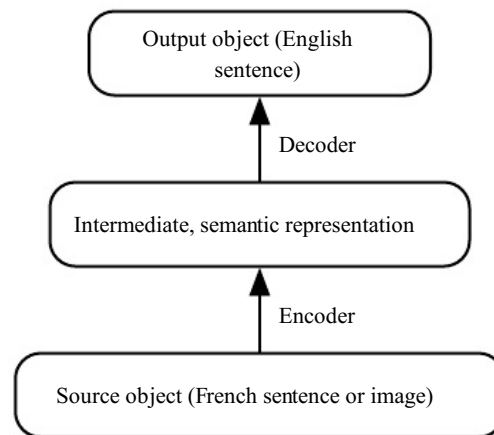 Output object (English
sentence)
Decoder
Intermediate, semantic representation
Encoder
Source object (French sentence or image)